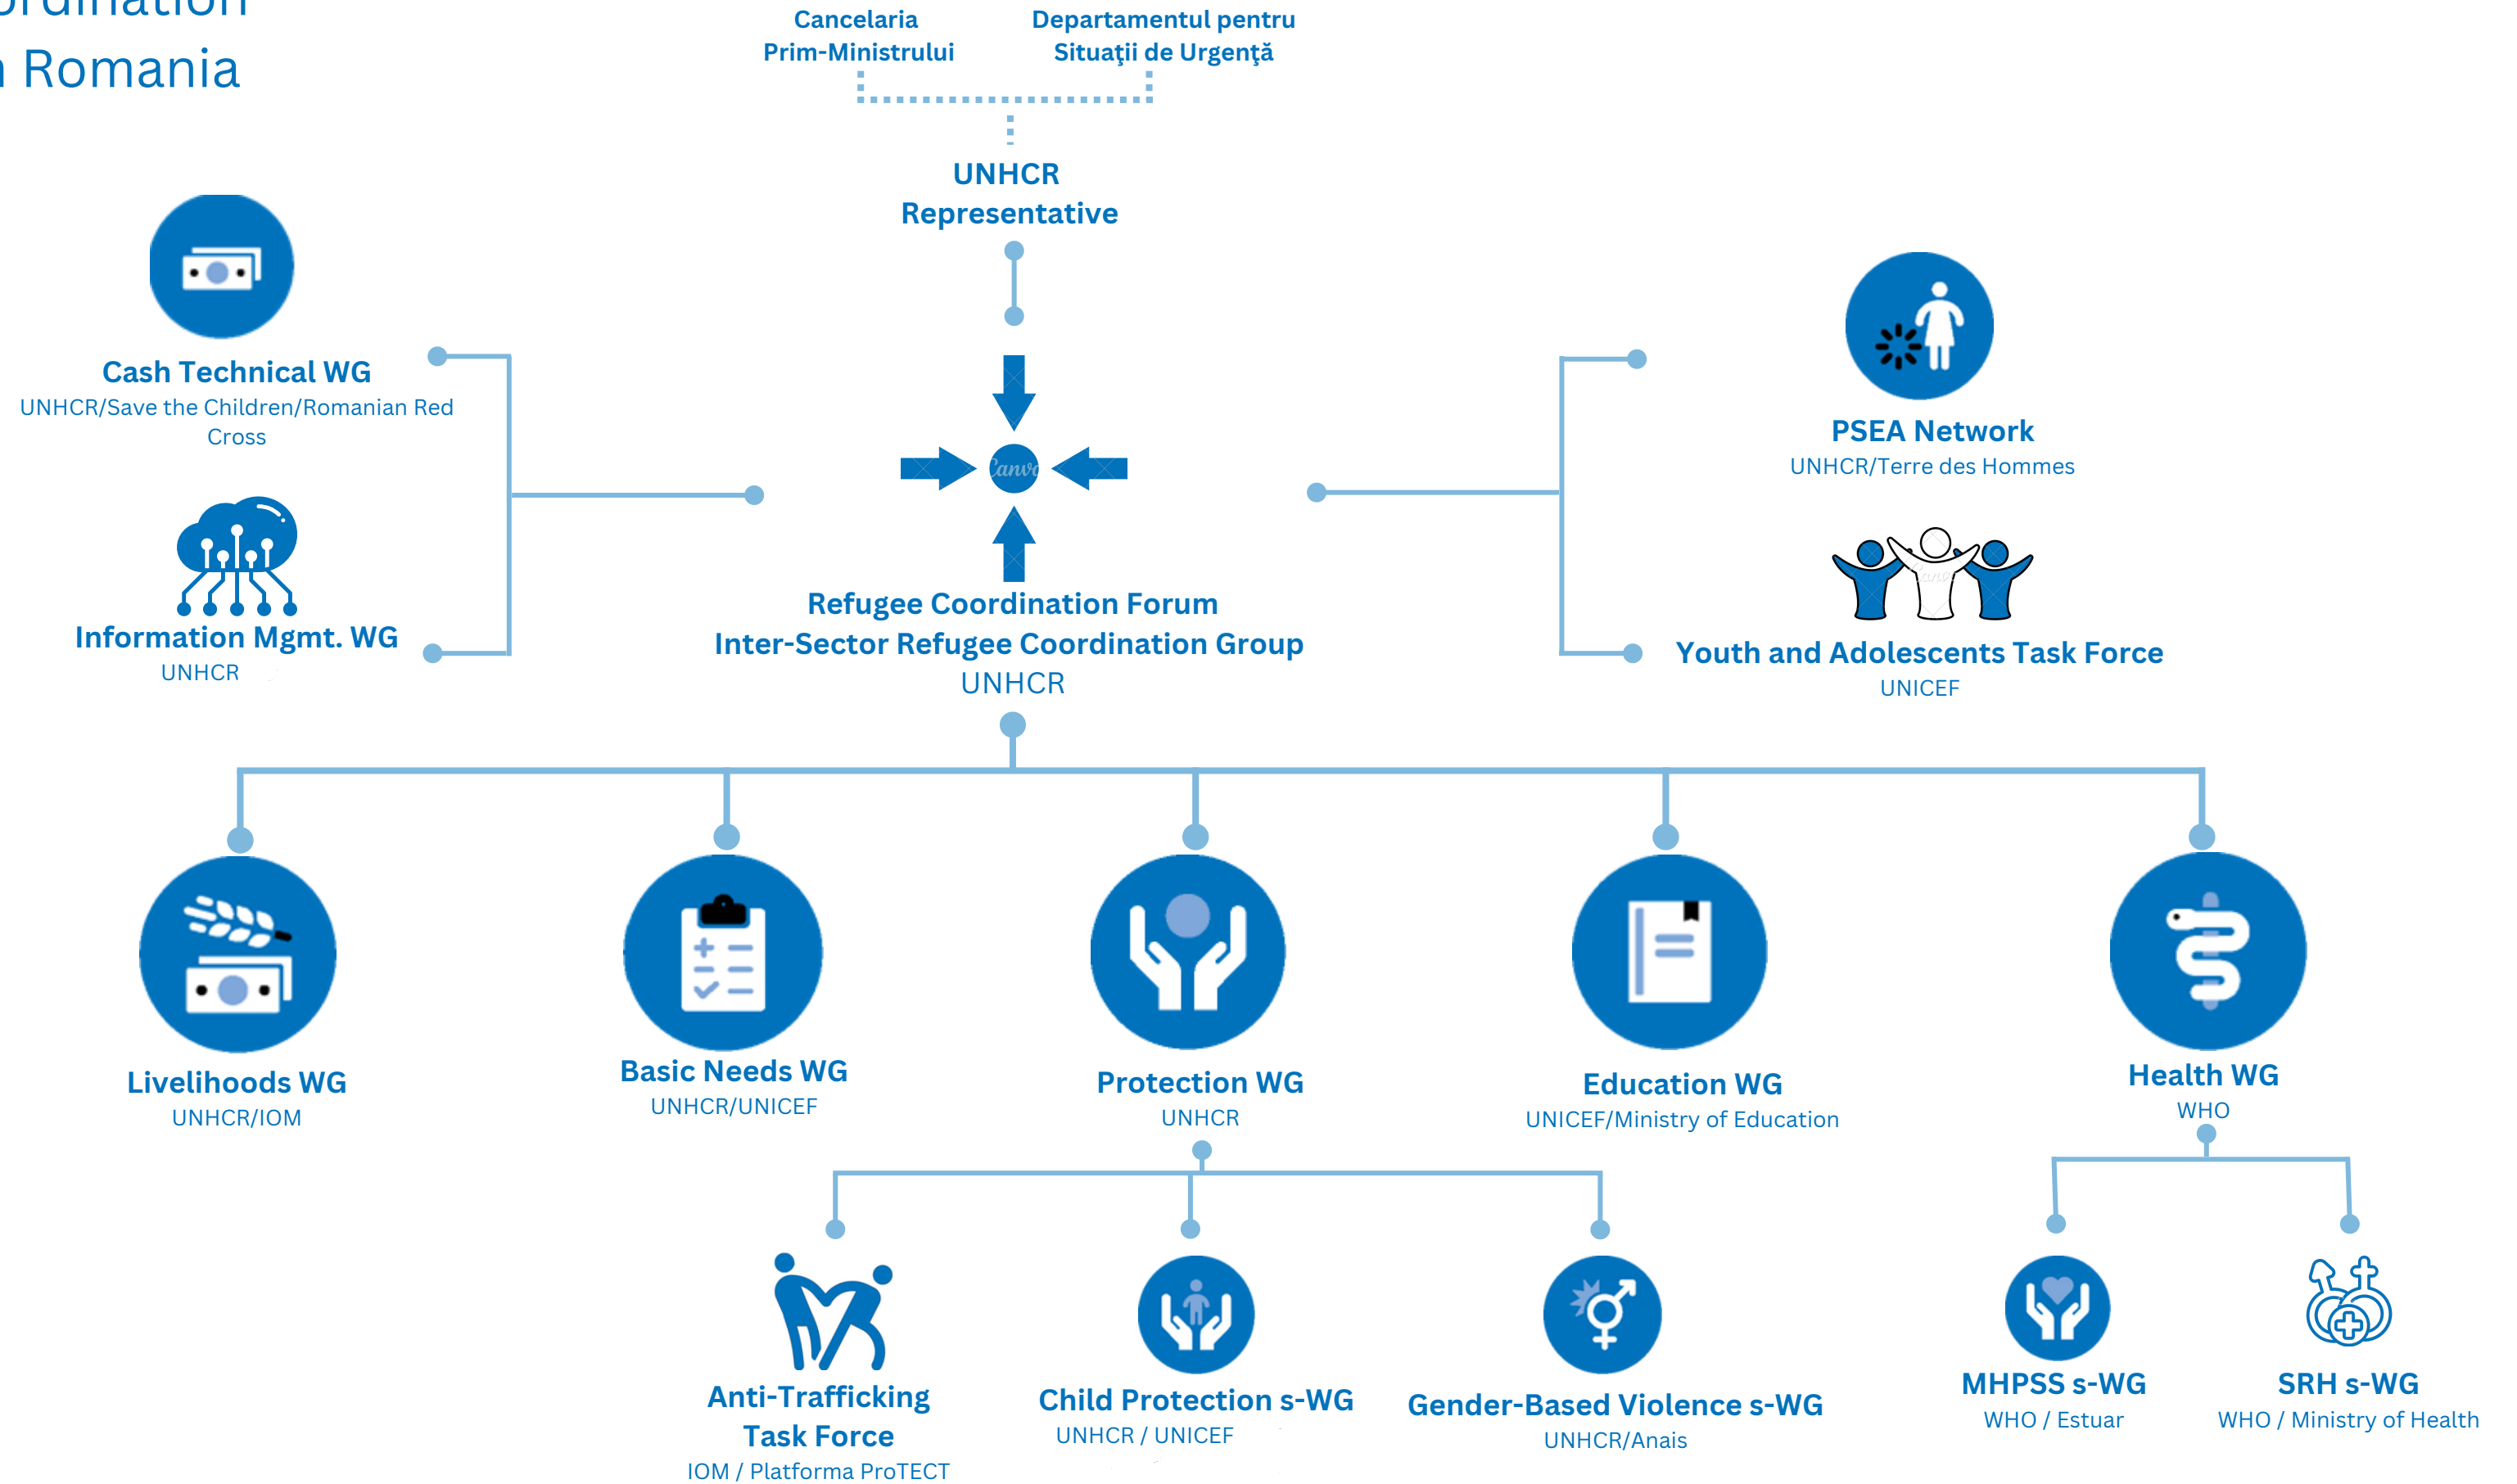 n Romania
Cancelaria
Prim-Ministrului
Departamentul pentru
Situaţii de Urgenţă
UNHCR
Representative
Cash Technical WG
UNHCR/Save the Children/Romanian Red
Cross
Information Mgmt. WG
UNHCR
Canva
Refugee Coordination Forum
Inter-Sector Refugee Coordination Group
UNHCR
PSEA Network
UNHCR/Terre des Hommes
Youth and Adolescents Task Force
UNICEF
Livelihoods WG
UNHCR/IOM
Basic Needs WG
UNHCR/UNICEF
Protection WG
UNHCR
Education WG
UNICEF/Ministry of Education
Health WG
WHO
Anti-Trafficking
Task Force
IOM / Platforma ProTECT
Child Protection s-WG
UNHCR / UNICEF
Gender-Based Violence s-WG
UNHCR/Anais
MHPSS s-WG
WHO / Estuar
SRH s-WG
WHO / Ministry of Health